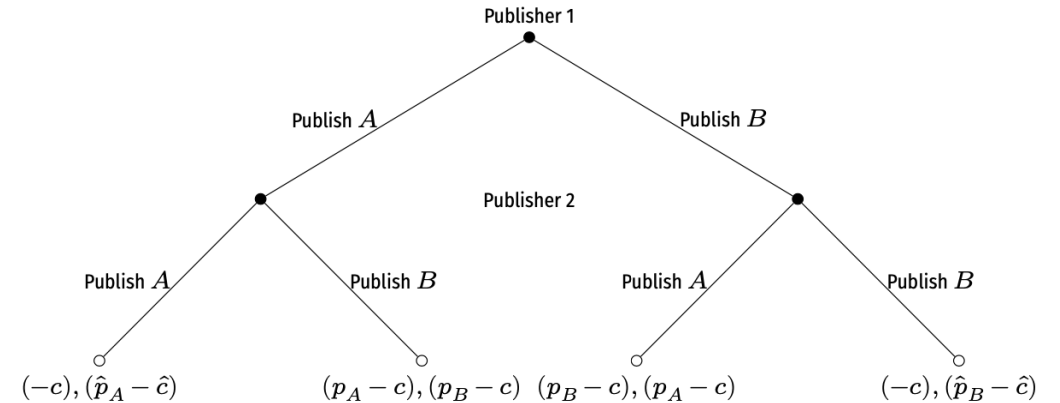 Publisher 1
Publish A
Publish B
Publisher 2
Publish A
Publish B
Publish A
Publish B
(−c), (p̂_A − ĉ)
(p_A − c), (p_B − c)
(p_B − c), (p_A − c)
(−c), (p̂_B − ĉ)